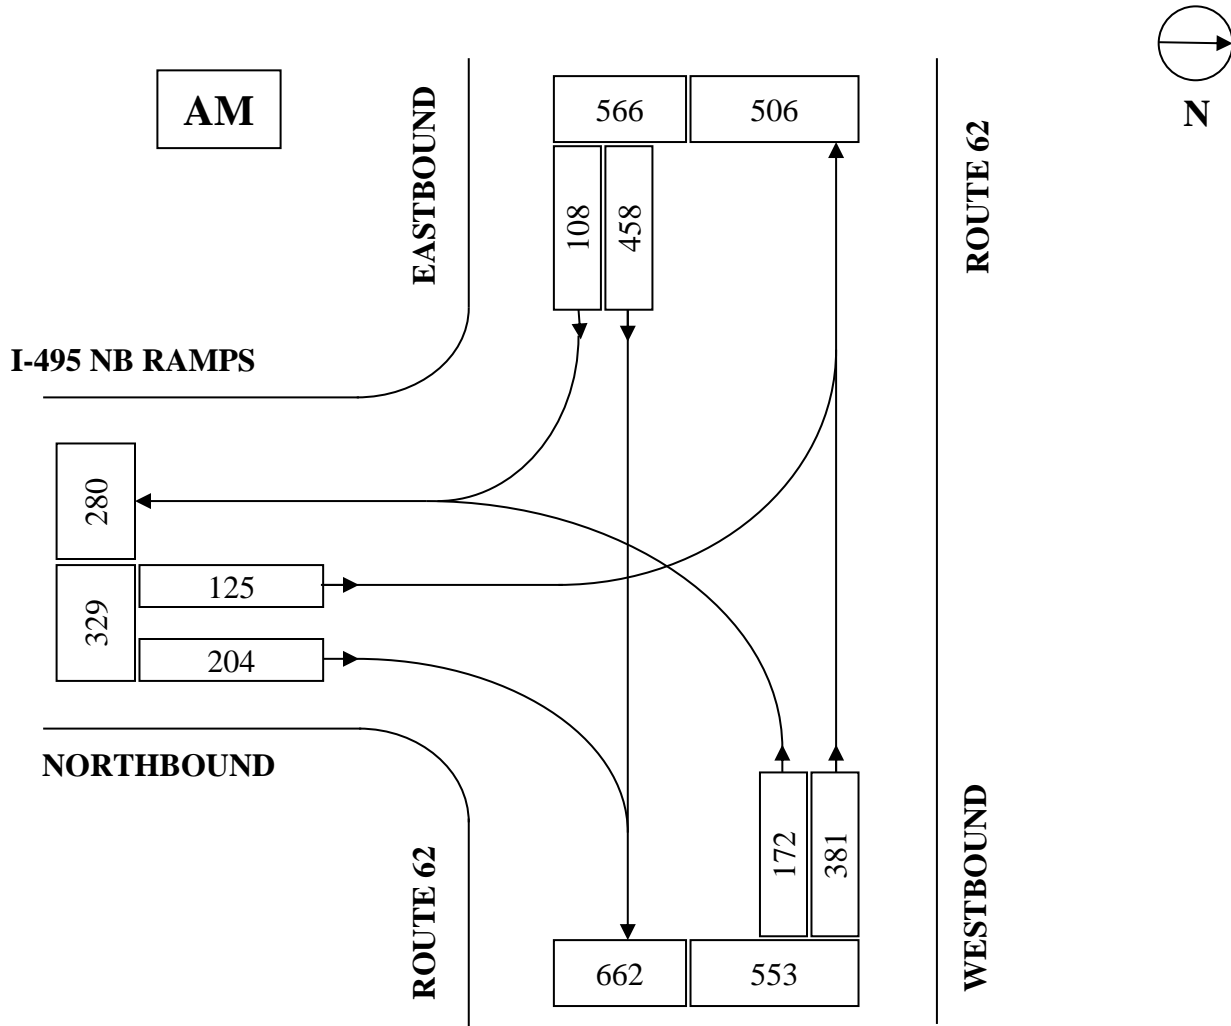 AM
566
506
N
EASTBOUND
ROUTE 62
108
458
I-495 NB RAMPS
280
125
329
204
NORTHBOUND
172
381
ROUTE 62
WESTBOUND
662
553